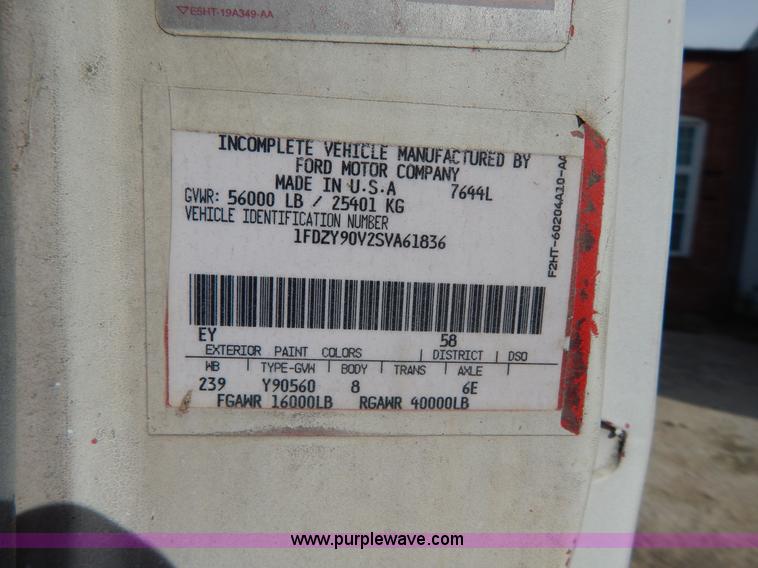 ▽E5HT-19A349-AA
INCOMPLETE VEHICLE MANUFACTURED BY
FORD MOTOR COMPANY
MADE IN U.S.A 7644L
GVWR: 56000 LB / 25401 KG
VEHICLE IDENTIFICATION NUMBER
1FDZY90V2SVA61836
F2HT-60204A10-AA
EY 58
EXTERIOR PAINT COLORS DISTRICT DSO
WB TYPE-GVW BODY TRANS AXLE
239 Y90560 8 6E
FGAWR 16000LB RGAWR 40000LB
www.purplewave.com